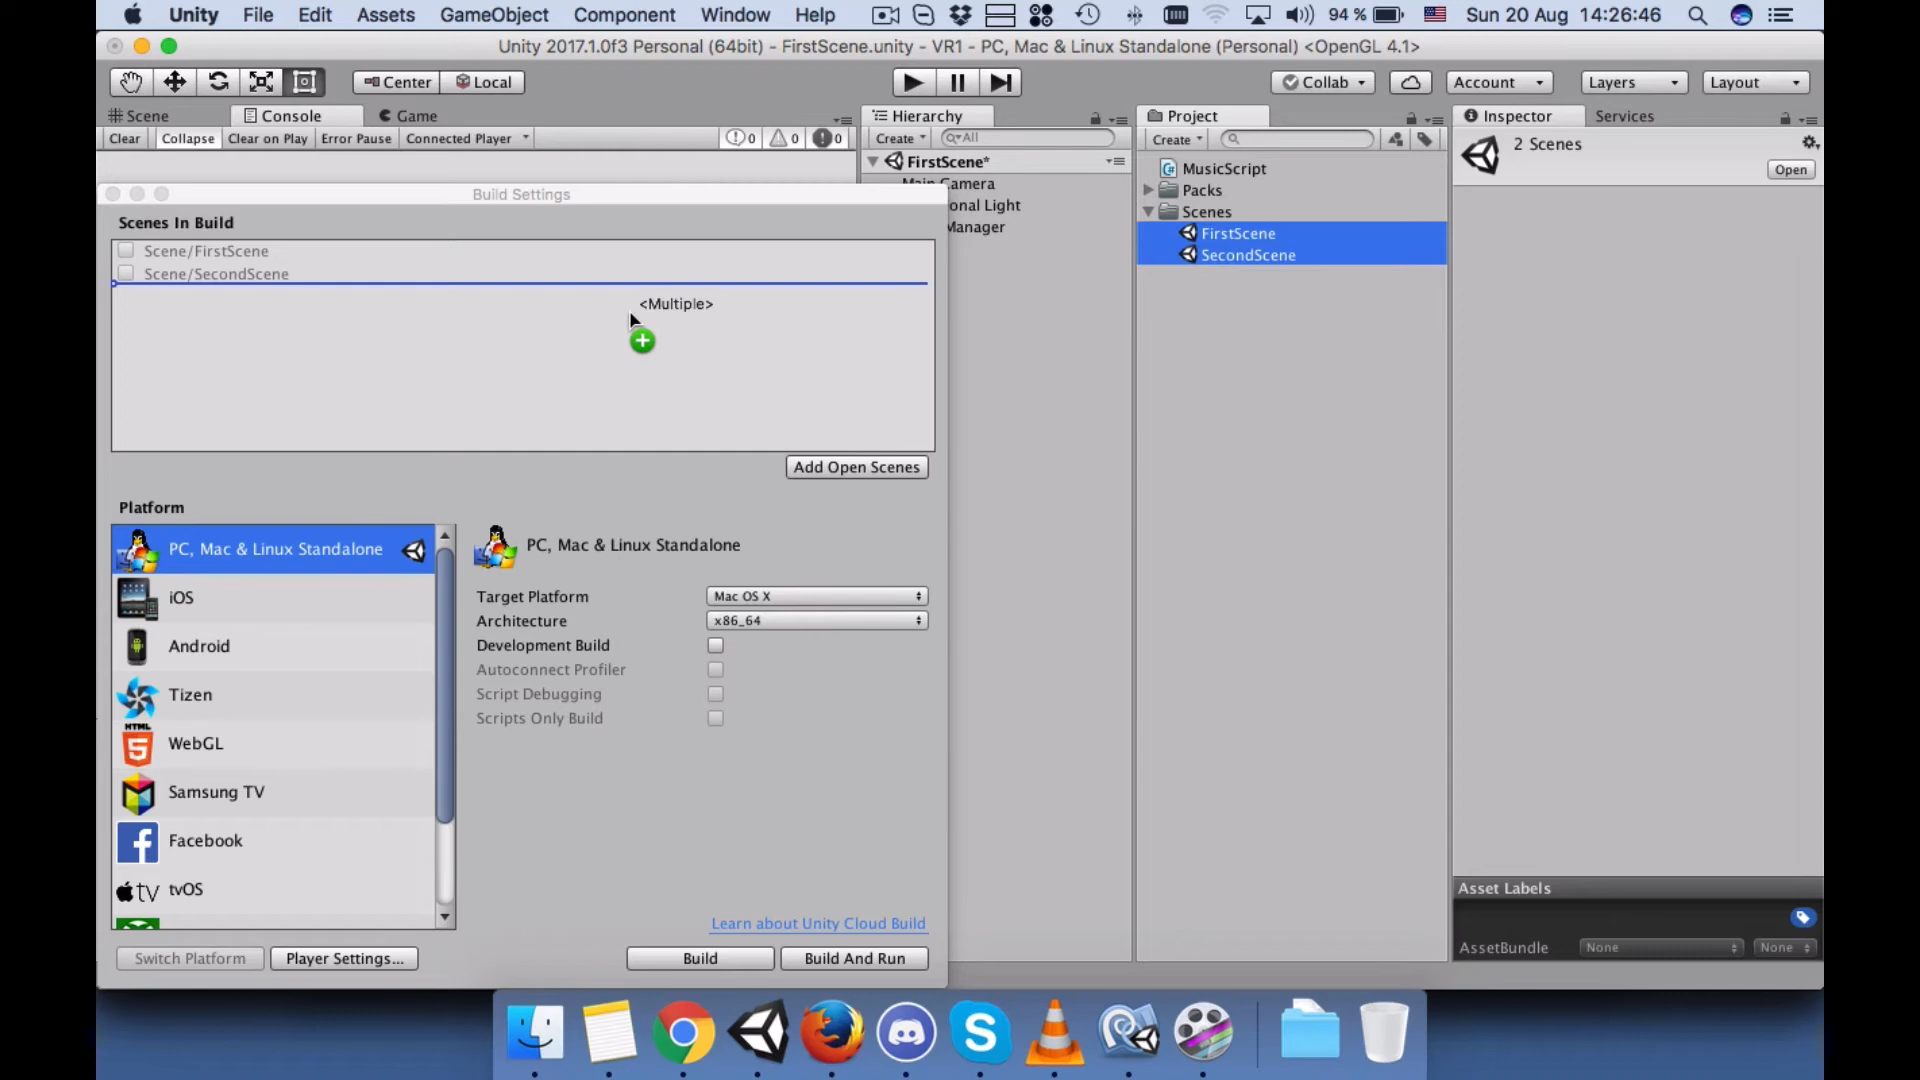 Unity File Edit Assets GameObject Component Window Help 94 % Sun 20 Aug 14:26:46
Unity 2017.1.0f3 Personal (64bit) - FirstScene.unity - VR1 - PC, Mac & Linux Standalone (Personal) <OpenGL 4.1>
Center Local Collab Account Layers Layout
Scene Console Game Hierarchy Project Inspector Services
Clear Collapse Clear on Play Error Pause Connected Player 0 0 0 Create All Create 2 Scenes
FirstScene* MusicScript Open
Main Camera Packs
Build Settings
onal Light Scenes
Scenes In Build Manager FirstScene
Scene/FirstScene SecondScene
Scene/SecondScene
<Multiple>
Add Open Scenes
Platform
PC, Mac & Linux Standalone PC, Mac & Linux Standalone
iOS Target Platform Mac OS X
Architecture x86_64
Android Development Build
Autoconnect Profiler
Tizen Script Debugging
Scripts Only Build
HTML
5 WebGL
Samsung TV
Facebook
tv tvOS Asset Labels
Learn about Unity Cloud Build
AssetBundle None None
Switch Platform Player Settings... Build Build And Run